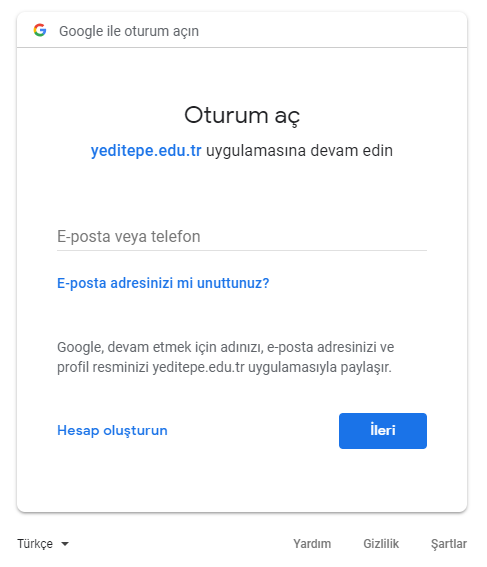 Google ile oturum açın
Oturum aç
yeditepe.edu.tr uygulamasına devam edin
E-posta veya telefon
E-posta adresinizi mi unuttunuz?
Google, devam etmek için adınızı, e-posta adresinizi ve
profil resminizi yeditepe.edu.tr uygulamasıyla paylaşır.
Hesap oluşturun İleri
Türkçe Yardım Gizlilik Şartlar